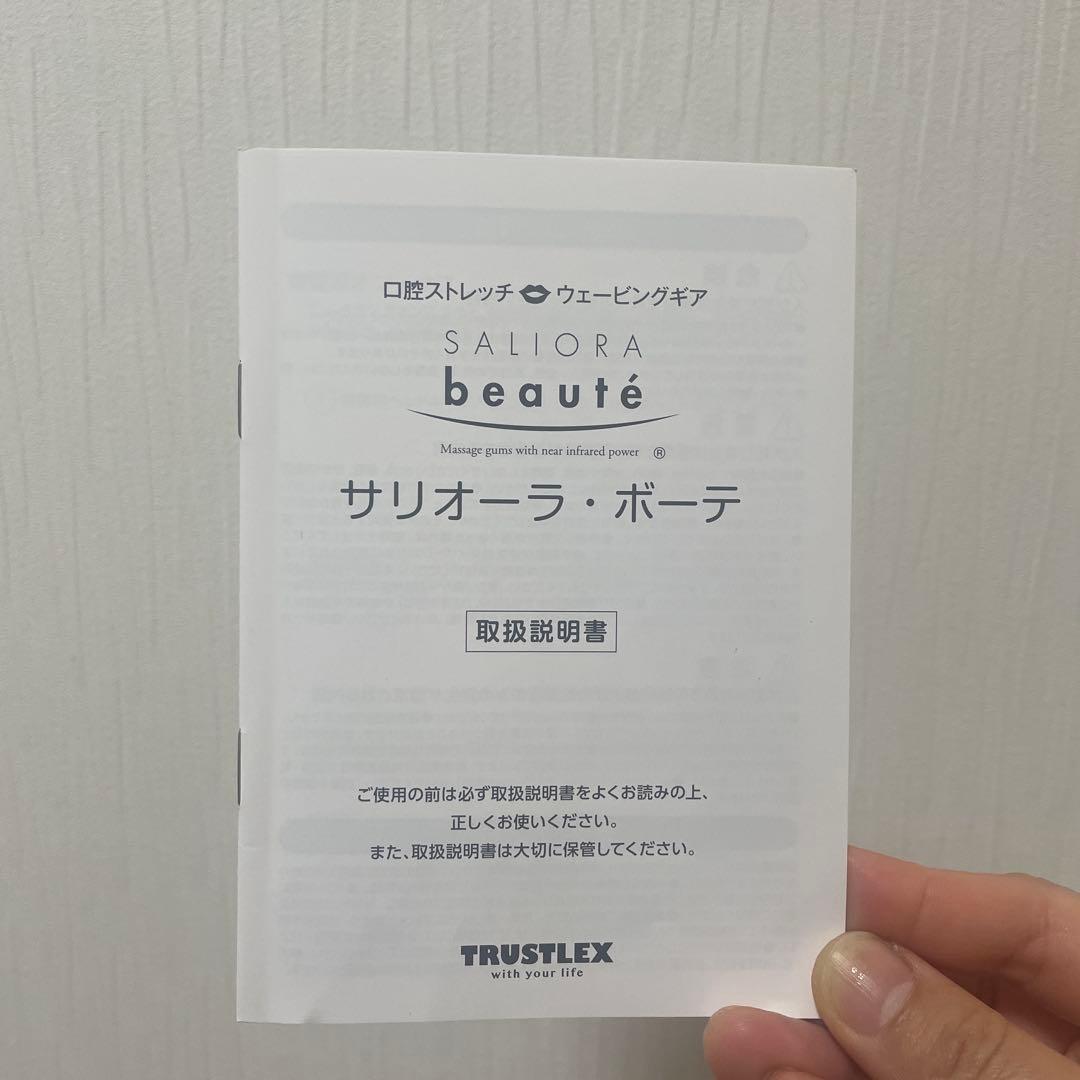 口腔ストレッチ ウェービングギア
SALIORA
beauté
Massage gums with near infrared power ®
サリオーラ・ボーテ
取扱説明書
ご使用の前は必ず取扱説明書をよくお読みの上、
正しくお使いください。
また、取扱説明書は大切に保管してください。
TRUSTLEX
with your life